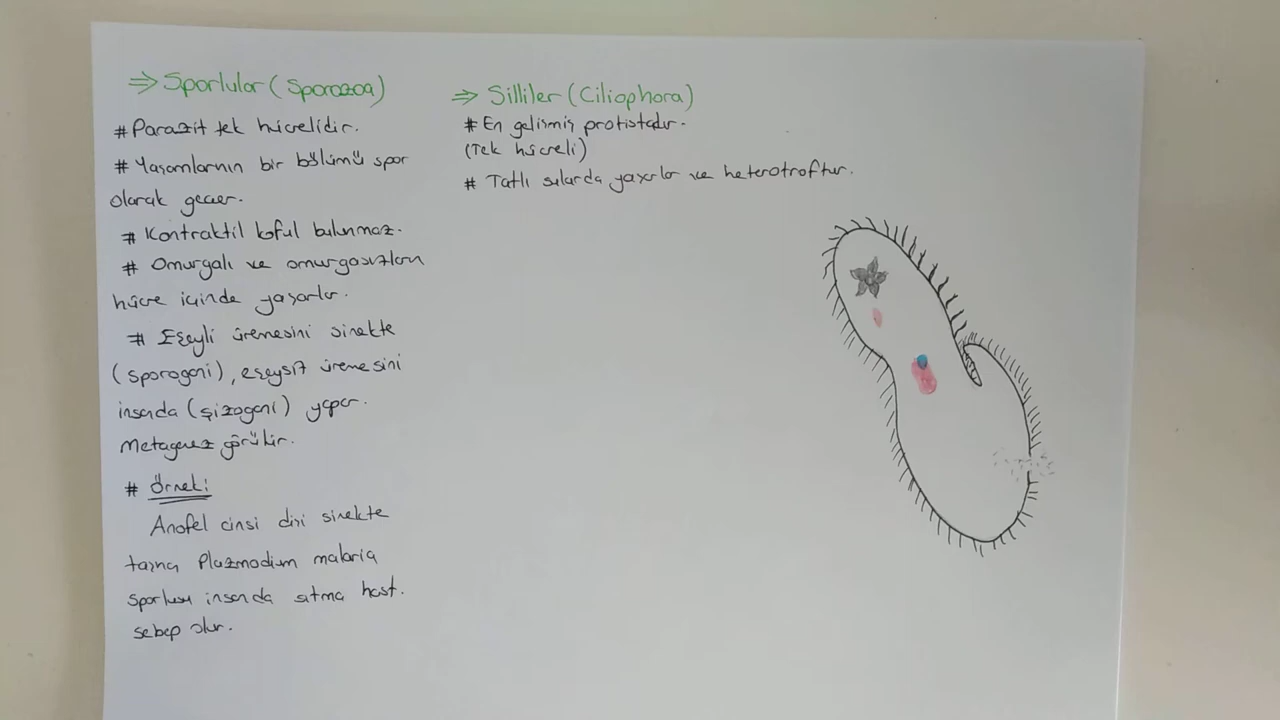 ⇒ Sporlular (Sporozoa)
# Parazit tek hücrelidir.
# Yaşamlarının bir bölümü spor
olarak geçer.
# Kontraktil koful bulunmaz.
# Omurgalı ve omurgasızların
hücre içinde yaşarlar.
# Eşeyli üremesini sinekte
(sporogoni), eşeysiz üremesini
insanda (şizogoni) yapar.
Metagenez görülür.
# Örnek:
Anofel cinsi dişi sinekte
taşınan Plazmodium malaria
sporlusu insanda sıtma hast.
sebep olur.
⇒ Silliler (Ciliophora)
# En gelişmiş protistadır.
(Tek hücreli)
# Tatlı sularda yaşarlar ve heterotroftur.